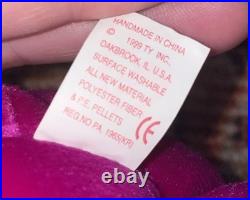 HANDMADE IN CHINA
© 1999 TY INC.
OAKBROOK, IL U.S.A.
SURFACE WASHABLE
ALL NEW MATERIAL
POLYESTER FIBER
& P.E. PELLETS
REG.NO PA. 1965(KR)
CE